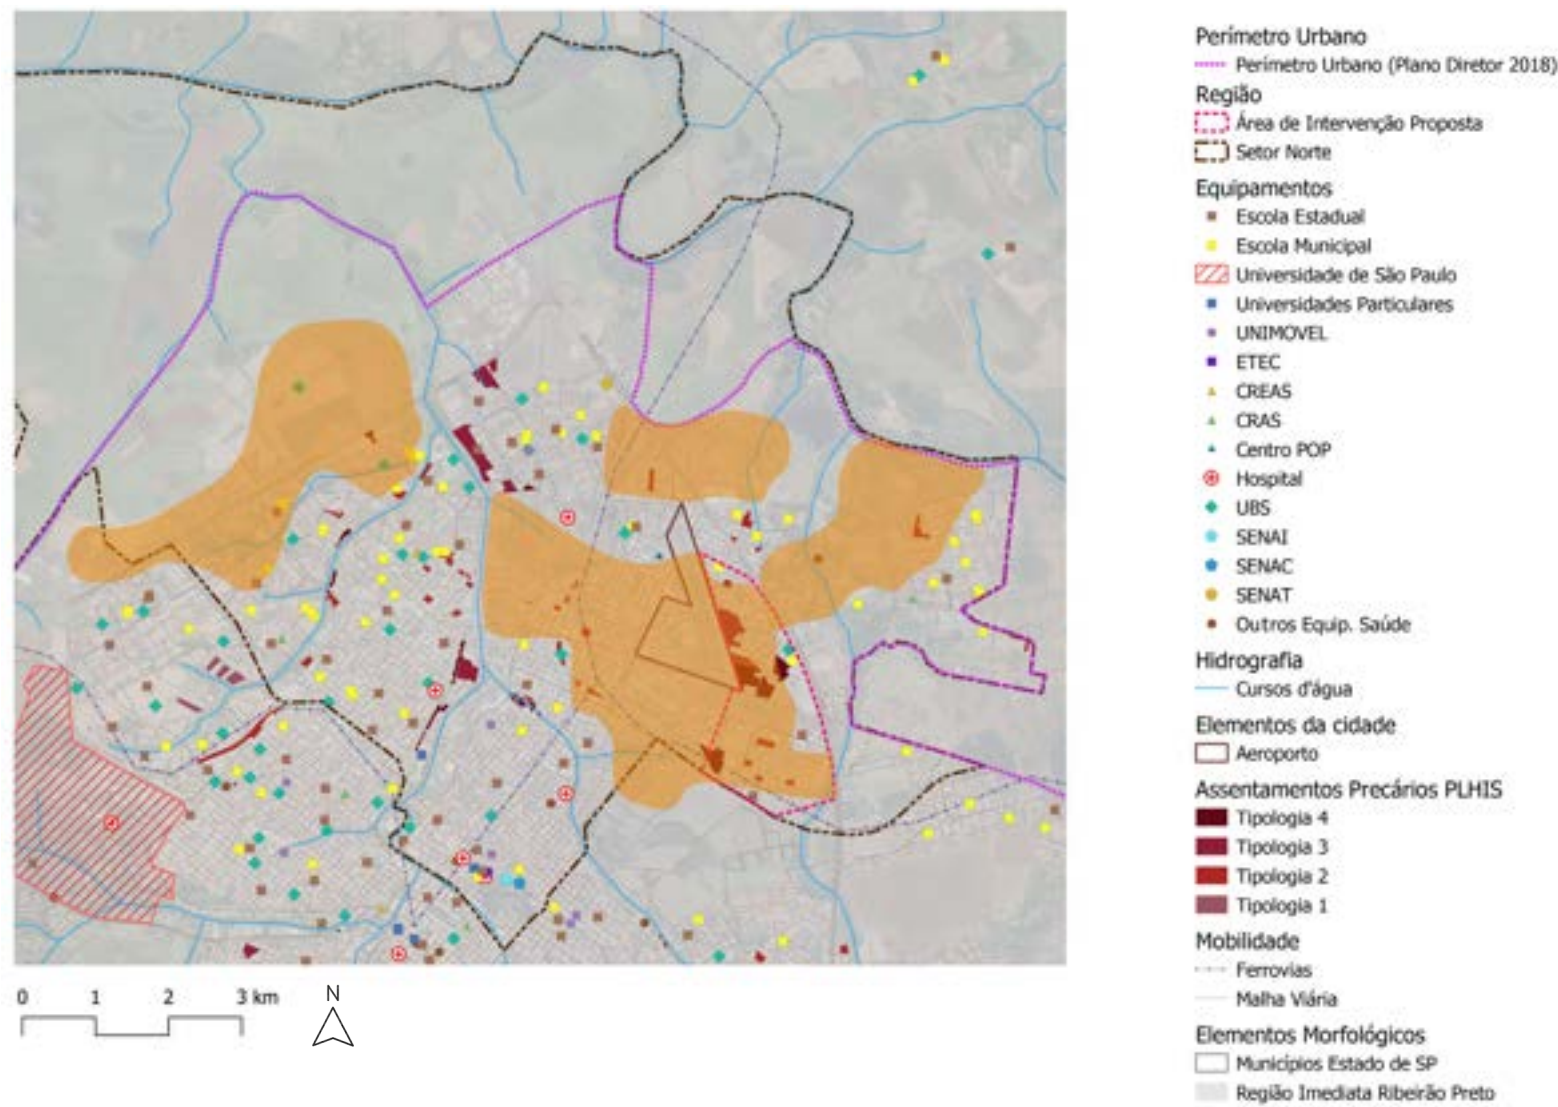 Perímetro Urbano
Perímetro Urbano (Plano Diretor 2018)
Região
Área de Intervenção Proposta
Setor Norte
Equipamentos
Escola Estadual
Escola Municipal
Universidade de São Paulo
Universidades Particulares
UNIMOVEL
ETEC
CREAS
CRAS
Centro POP
Hospital
UBS
SENAI
SENAC
SENAT
Outros Equip. Saúde
Hidrografia
Cursos d'água
Elementos da cidade
Aeroporto
Assentamentos Precários PLHIS
Tipologia 4
Tipologia 3
Tipologia 2
Tipologia 1
Mobilidade
Ferrovias
Malha Viária
Elementos Morfológicos
Municípios Estado de SP
Região Imediata Ribeirão Preto
0 1 2 3 km
N